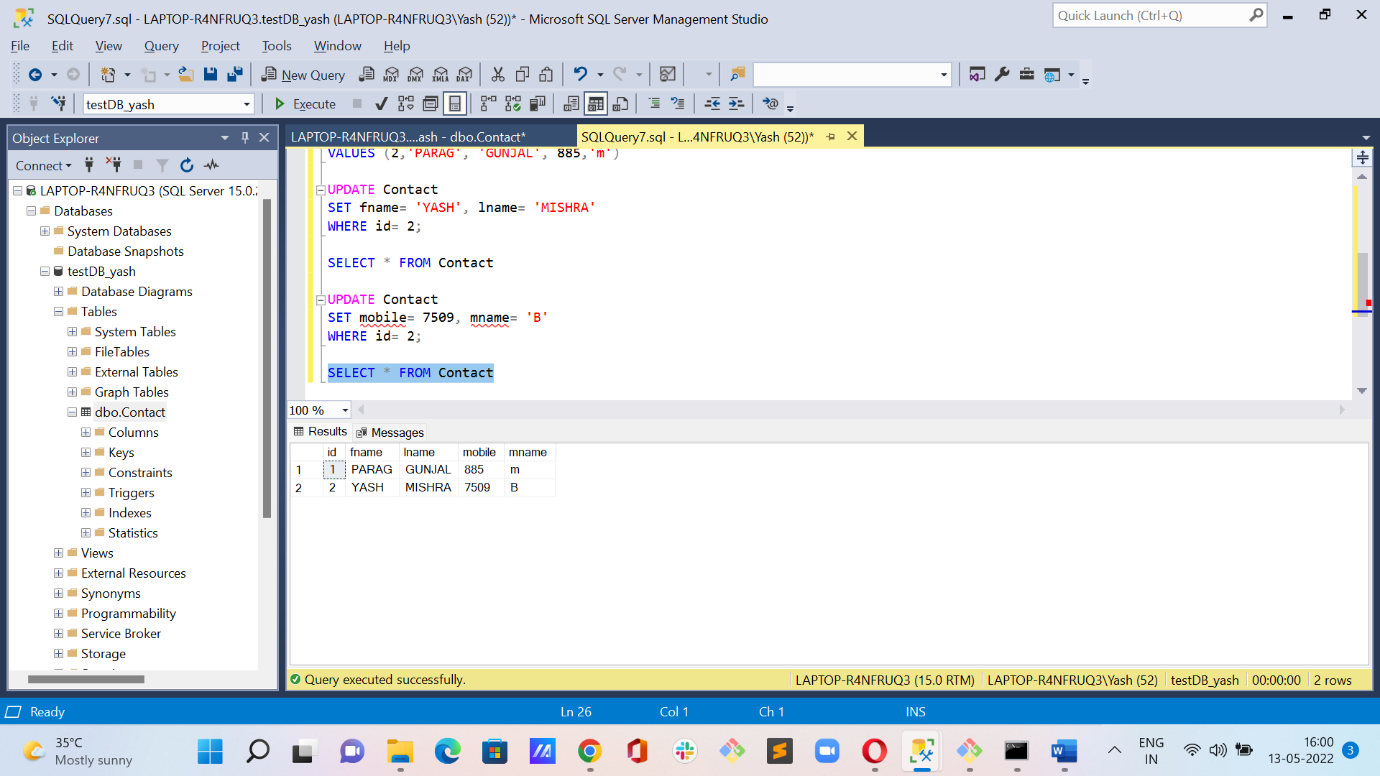 SQLQuery7.sql - LAPTOP-R4NFRUQ3.testDB_yash (LAPTOP-R4NFRUQ3\Yash (52))* - Microsoft SQL Server Management Studio
Quick Launch (Ctrl+Q)
File Edit View Query Project Tools Window Help
New Query MDX DMX XMLA DAX
testDB_yash Execute
Object Explorer
LAPTOP-R4NFRUQ3....ash - dbo.Contact*
SQLQuery7.sql - L...4NFRUQ3\Yash (52))*
Connect
LAPTOP-R4NFRUQ3 (SQL Server 15.0.
Databases
System Databases
Database Snapshots
testDB_yash
Database Diagrams
Tables
System Tables
FileTables
External Tables
Graph Tables
dbo.Contact
Columns
Keys
Constraints
Triggers
Indexes
Statistics
Views
External Resources
Synonyms
Programmability
Service Broker
Storage
VALUES (2,'PARAG', 'GUNJAL', 885,'m')
UPDATE Contact
SET fname= 'YASH', lname= 'MISHRA'
WHERE id= 2;
SELECT * FROM Contact
UPDATE Contact
SET mobile= 7509, mname= 'B'
WHERE id= 2;
SELECT * FROM Contact
100 %
Results Messages
id fname lname mobile mname
1 1 PARAG GUNJAL 885 m
2 2 YASH MISHRA 7509 B
Query executed successfully.
LAPTOP-R4NFRUQ3 (15.0 RTM) LAPTOP-R4NFRUQ3\Yash (52) testDB_yash 00:00:00 2 rows
Ready Ln 26 Col 1 Ch 1 INS
35°C
Mostly sunny
ENG
IN
16:00
13-05-2022
3